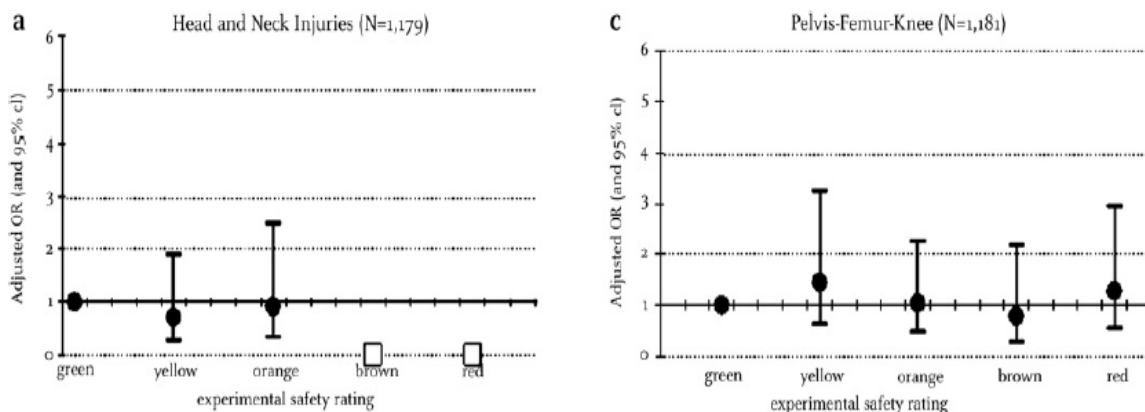 a
Head and Neck Injuries (N=1,179)
Adjusted OR (and 95% cl)
6
5
4
3
2
1
0
green
yellow
orange
brown
red
experimental safety rating
c
Pelvis-Femur-Knee (N=1,181)
Adjusted OR (and 95% cl)
6
5
4
3
2
1
0
green
yellow
orange
brown
red
experimental safety rating